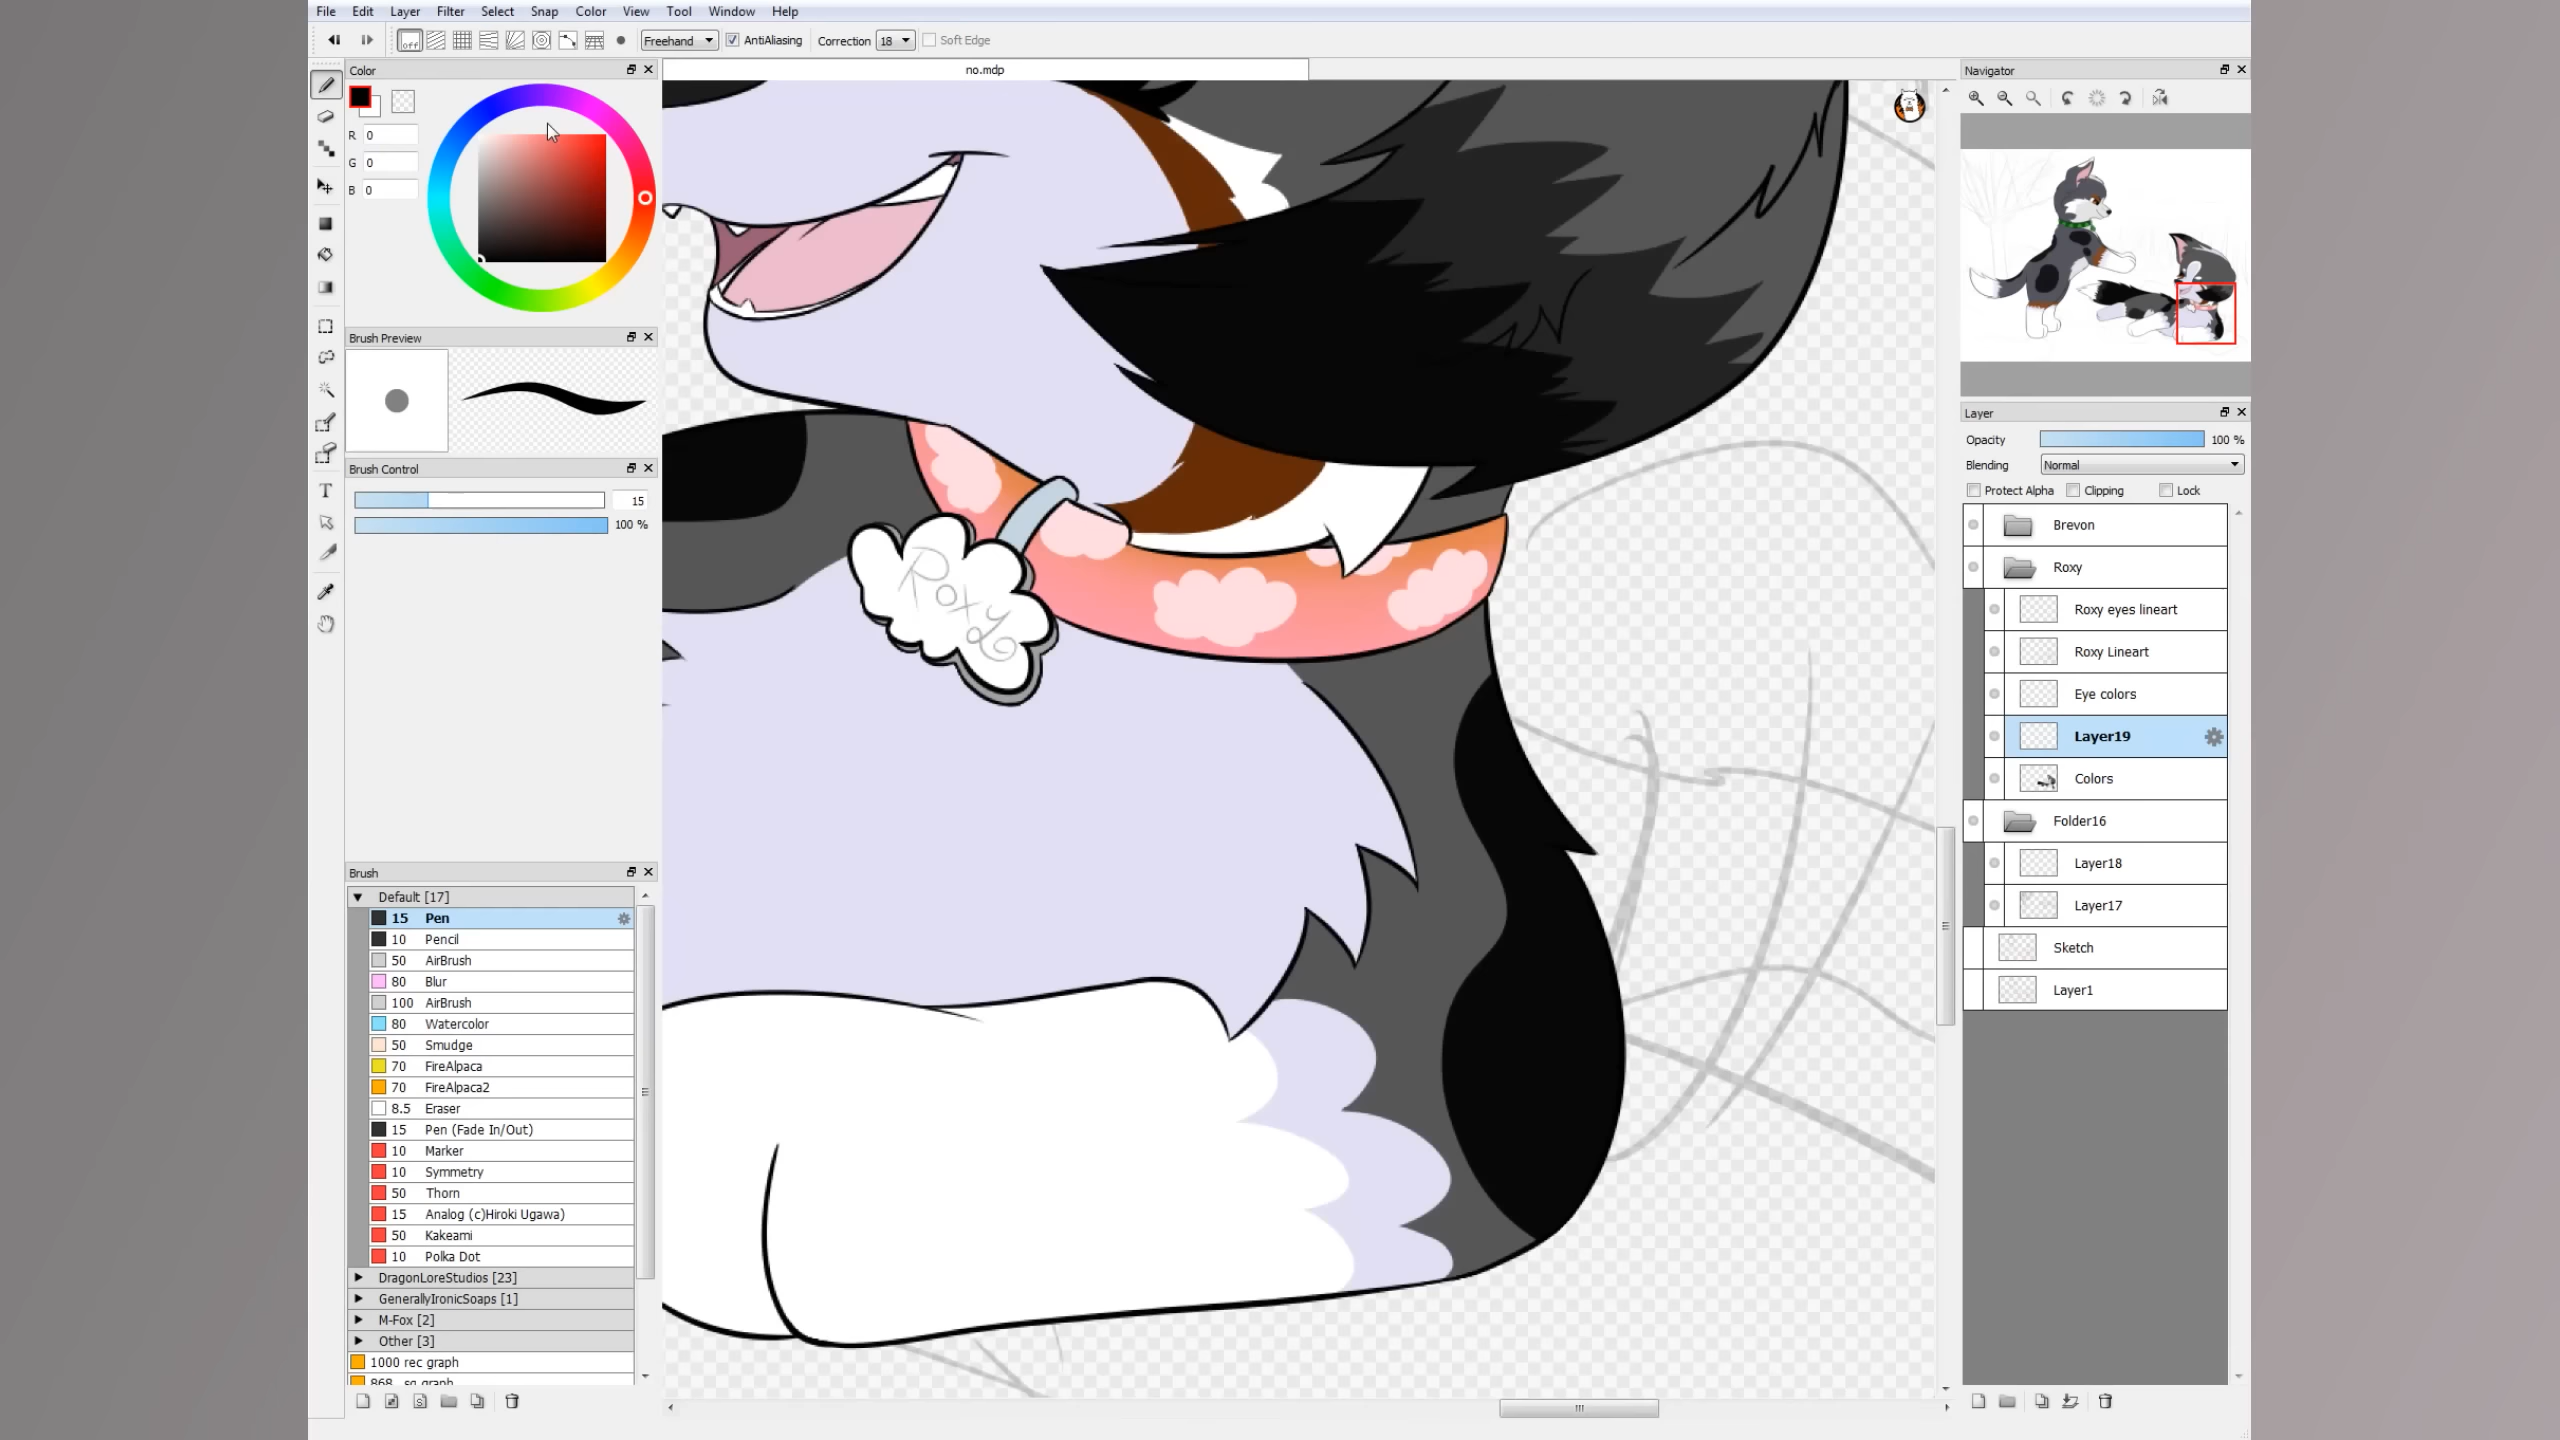 File Edit Layer Filter Select Snap Color View Tool Window Help
off Freehand AntiAliasing Correction 18 Soft Edge
Color
R 0
G 0
B 0
Brush Preview
Brush Control
15
100 %
Brush
Default [17]
15 Pen
10 Pencil
50 AirBrush
80 Blur
100 AirBrush
80 Watercolor
50 Smudge
70 FireAlpaca
70 FireAlpaca2
8.5 Eraser
15 Pen (Fade In/Out)
10 Marker
10 Symmetry
50 Thorn
15 Analog (c)Hiroki Ugawa)
50 Kakeami
10 Polka Dot
DragonLoreStudios [23]
GenerallyIronicSoaps [1]
M-Fox [2]
Other [3]
1000 rec graph
868 sq graph
no.mdp
Roxy
Navigator
Layer
Opacity 100 %
Blending Normal
Protect Alpha Clipping Lock
Brevon
Roxy
Roxy eyes lineart
Roxy Lineart
Eye colors
Layer19
Colors
Folder16
Layer18
Layer17
Sketch
Layer1